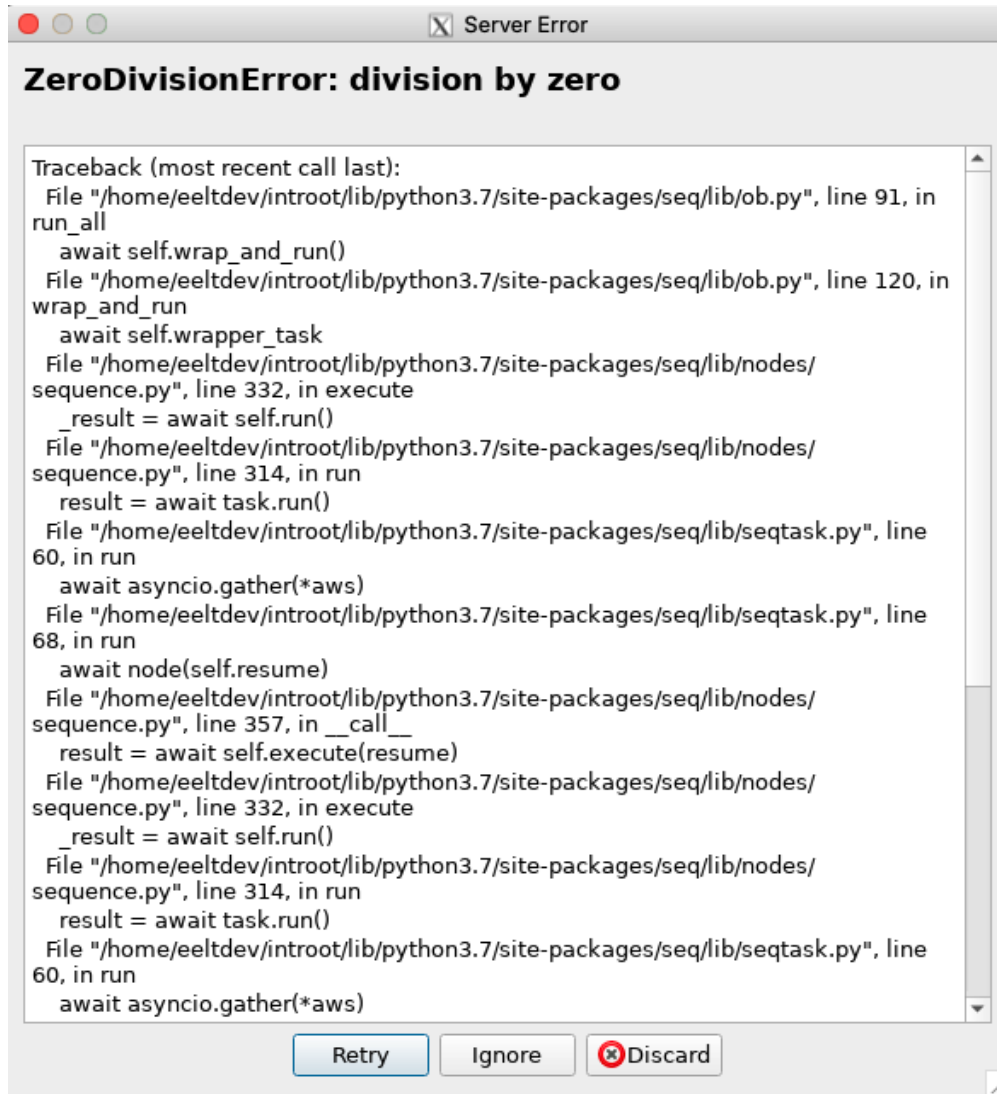 Server Error
ZeroDivisionError: division by zero
Traceback (most recent call last):
File "/home/eeltdev/introot/lib/python3.7/site-packages/seq/lib/ob.py", line 91, in
run_all
await self.wrap_and_run()
File "/home/eeltdev/introot/lib/python3.7/site-packages/seq/lib/ob.py", line 120, in
wrap_and_run
await self.wrapper_task
File "/home/eeltdev/introot/lib/python3.7/site-packages/seq/lib/nodes/
sequence.py", line 332, in execute
_result = await self.run()
File "/home/eeltdev/introot/lib/python3.7/site-packages/seq/lib/nodes/
sequence.py", line 314, in run
result = await task.run()
File "/home/eeltdev/introot/lib/python3.7/site-packages/seq/lib/seqtask.py", line
60, in run
await asyncio.gather(*aws)
File "/home/eeltdev/introot/lib/python3.7/site-packages/seq/lib/seqtask.py", line
68, in run
await node(self.resume)
File "/home/eeltdev/introot/lib/python3.7/site-packages/seq/lib/nodes/
sequence.py", line 357, in __call__
result = await self.execute(resume)
File "/home/eeltdev/introot/lib/python3.7/site-packages/seq/lib/nodes/
sequence.py", line 332, in execute
_result = await self.run()
File "/home/eeltdev/introot/lib/python3.7/site-packages/seq/lib/nodes/
sequence.py", line 314, in run
result = await task.run()
File "/home/eeltdev/introot/lib/python3.7/site-packages/seq/lib/seqtask.py", line
60, in run
await asyncio.gather(*aws)
Retry Ignore Discard